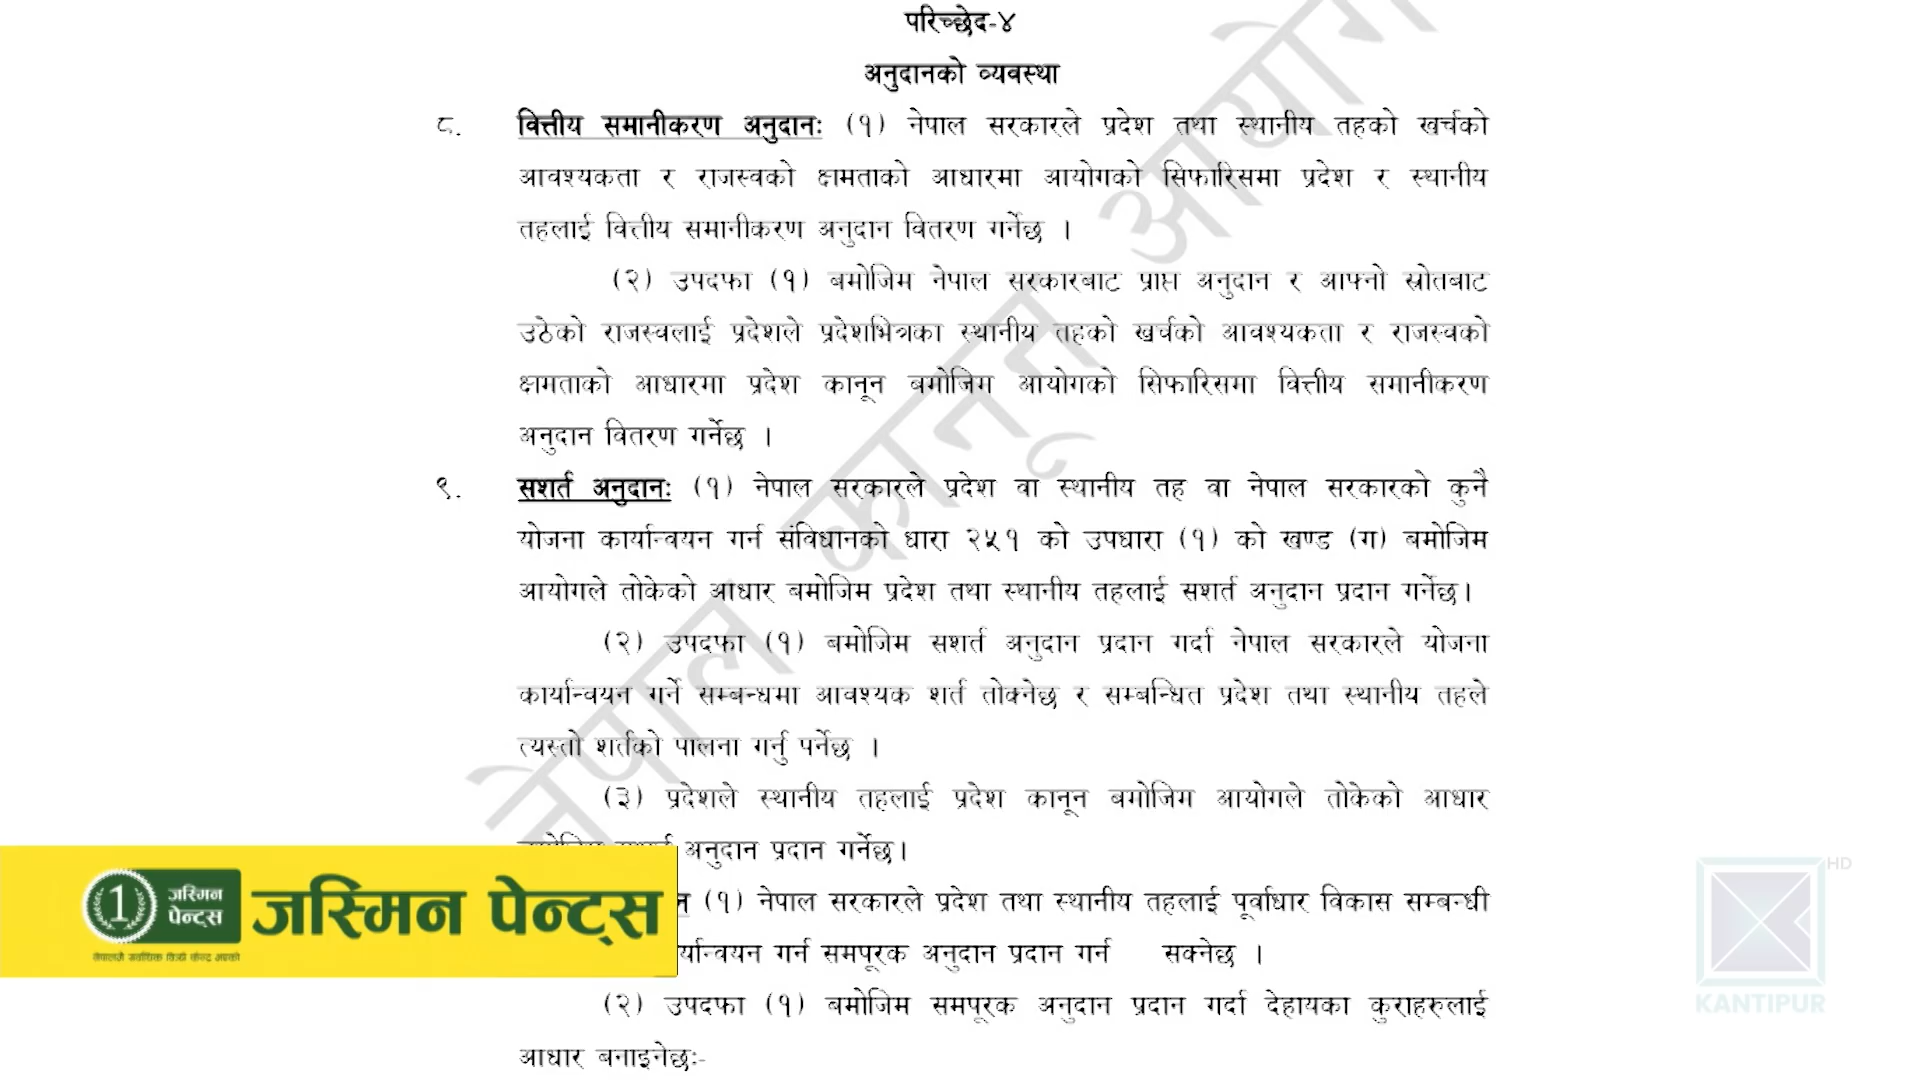 परिच्छेद-४
अनुदानको व्यवस्था
८. वित्तीय समानीकरण अनुदानः (१) नेपाल सरकारले प्रदेश तथा स्थानीय तहको खर्चको
आवश्यकता र राजस्वको क्षमताको आधारमा आयोगको सिफारिसमा प्रदेश र स्थानीय
तहलाई वित्तीय समानीकरण अनुदान वितरण गर्नेछ ।
(२) उपदफा (१) बमोजिम नेपाल सरकारबाट प्राप्त अनुदान र आफ्नो स्रोतबाट
उठेको राजस्वलाई प्रदेशले प्रदेशभित्रका स्थानीय तहको खर्चको आवश्यकता र राजस्वको
क्षमताको आधारमा प्रदेश कानून बमोजिम आयोगको सिफारिसमा वित्तीय समानीकरण
अनुदान वितरण गर्नेछ ।
९. सशर्त अनुदानः (१) नेपाल सरकारले प्रदेश वा स्थानीय तह वा नेपाल सरकारको कुनै
योजना कार्यान्वयन गर्न संविधानको धारा २५१ को उपधारा (१) को खण्ड (ग) बमोजिम
आयोगले तोकेको आधार बमोजिम प्रदेश तथा स्थानीय तहलाई सशर्त अनुदान प्रदान गर्नेछ।
(२) उपदफा (१) बमोजिम सशर्त अनुदान प्रदान गर्दा नेपाल सरकारले योजना
कार्यान्वयन गर्ने सम्बन्धमा आवश्यक शर्त तोक्नेछ र सम्बन्धित प्रदेश तथा स्थानीय तहले
त्यस्तो शर्तको पालना गर्नु पर्नेछ ।
(३) प्रदेशले स्थानीय तहलाई प्रदेश कानून बमोजिम आयोगले तोकेको आधार
अनुदान प्रदान गर्नेछ।
न (१) नेपाल सरकारले प्रदेश तथा स्थानीय तहलाई पूर्वाधार विकास सम्बन्धी
र्यान्वयन गर्न समपूरक अनुदान प्रदान गर्न सक्नेछ ।
(२) उपदफा (१) बमोजिम समपूरक अनुदान प्रदान गर्दा देहायका कुराहरुलाई
आधार बनाइनेछः-
नेपाल कानून आयोग
1 जस्मिन पेन्ट्स
जस्मिन पेन्ट्स
HD
KANTIPUR